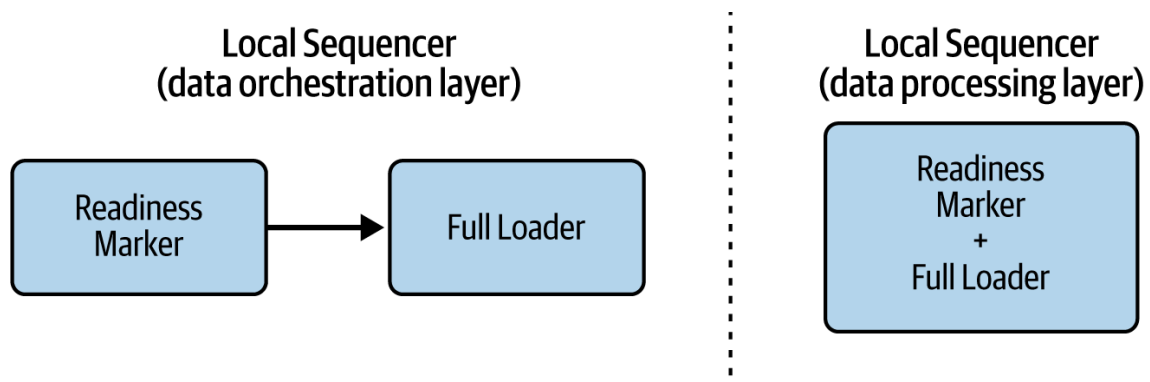 Local Sequencer
(data orchestration layer)
Readiness
Marker
Full Loader
Local Sequencer
(data processing layer)
Readiness
Marker
+
Full Loader